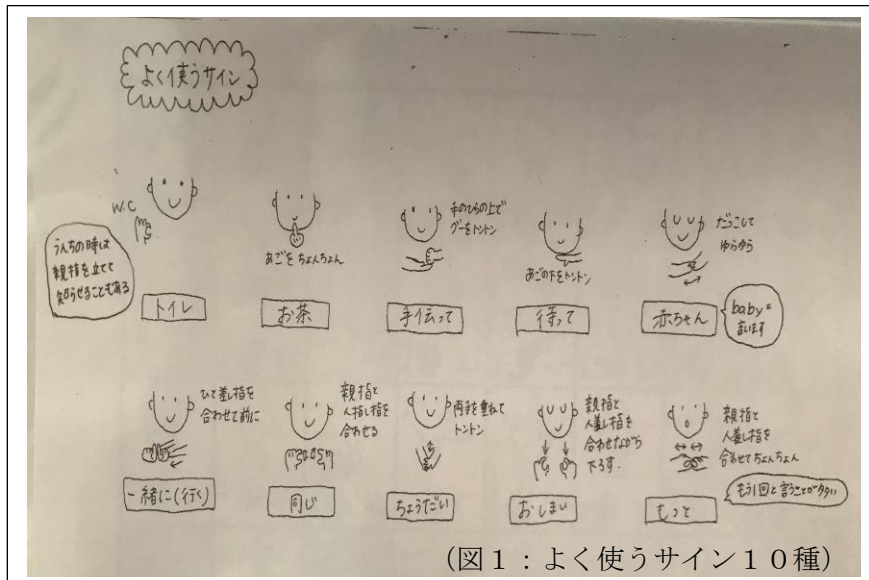 よく使うサイン
W.C
うんちの時は
親指を立てて
知らせることもある
トイレ
あごを ちょんちょん
お茶
手のひらの上で
グーをトントン
手伝って
あごの下をトントン
待って
だっこして
ゆらゆら
赤ちゃん
babyと
言います
ひと差し指を
合わせて前に
一緒に(行く)
親指と
人指し指を
合わせる
同じ
両手を重ねて
トントン
ちょうだい
親指と
人差し指を
合わせながら
下ろす.
おしまい
親指と
人差し指を
合わせてちょんちょん
もっと
もう1回と言うことが多い
(図1:よく使うサイン10種)